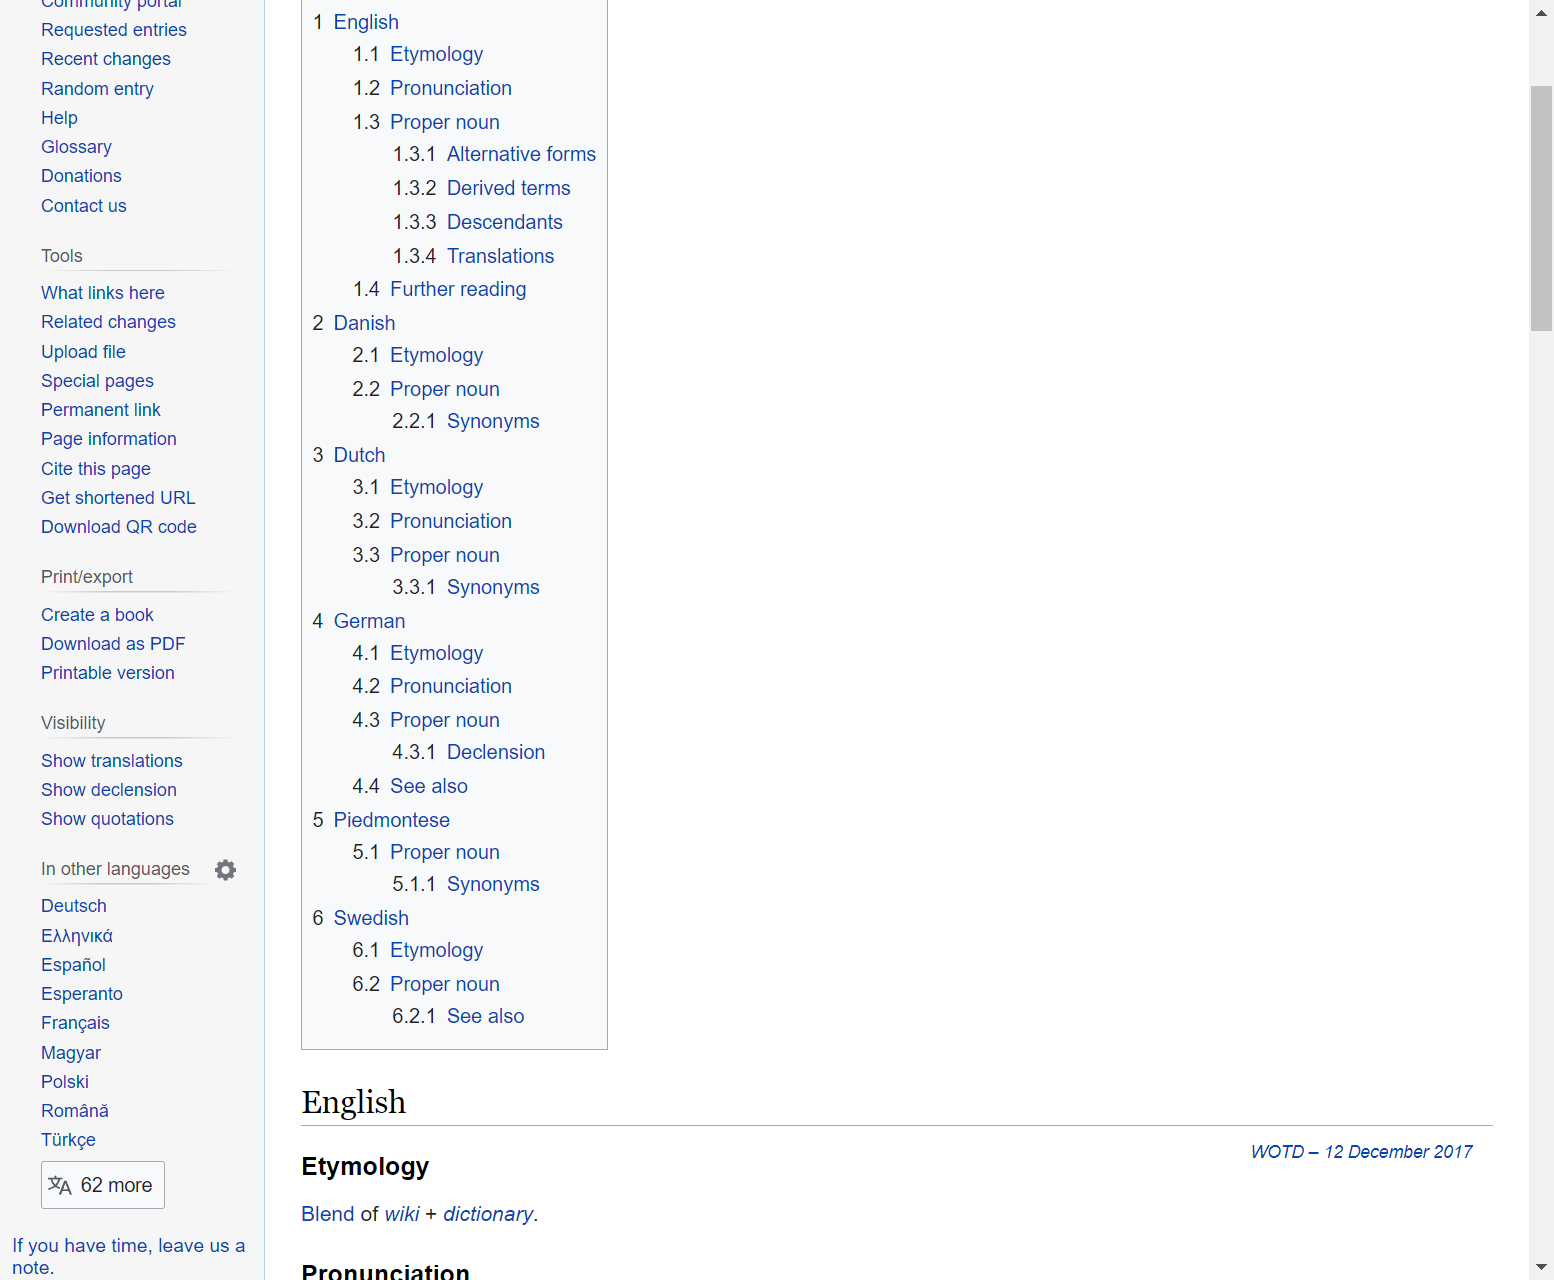 Community portal
Requested entries
Recent changes
Random entry
Help
Glossary
Donations
Contact us
Tools
What links here
Related changes
Upload file
Special pages
Permanent link
Page information
Cite this page
Get shortened URL
Download QR code
Print/export
Create a book
Download as PDF
Printable version
Visibility
Show translations
Show declension
Show quotations
In other languages
Deutsch
Ελληνικά
Español
Esperanto
Français
Magyar
Polski
Română
Türkçe
62 more
If you have time, leave us a
note.
1 English
1.1 Etymology
1.2 Pronunciation
1.3 Proper noun
1.3.1 Alternative forms
1.3.2 Derived terms
1.3.3 Descendants
1.3.4 Translations
1.4 Further reading
2 Danish
2.1 Etymology
2.2 Proper noun
2.2.1 Synonyms
3 Dutch
3.1 Etymology
3.2 Pronunciation
3.3 Proper noun
3.3.1 Synonyms
4 German
4.1 Etymology
4.2 Pronunciation
4.3 Proper noun
4.3.1 Declension
4.4 See also
5 Piedmontese
5.1 Proper noun
5.1.1 Synonyms
6 Swedish
6.1 Etymology
6.2 Proper noun
6.2.1 See also
English
WOTD – 12 December 2017
Etymology
Blend of wiki + dictionary.
Pronunciation